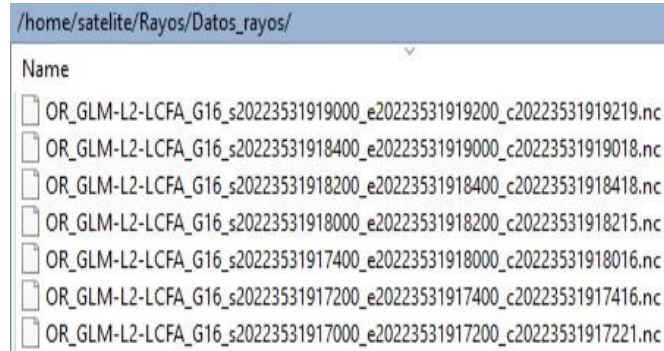 /home/satelite/Rayos/Datos_rayos/
Name
OR_GLM-L2-LCFA_G16_s20223531919000_e20223531919200_c20223531919219.nc
OR_GLM-L2-LCFA_G16_s20223531918400_e20223531919000_c20223531919018.nc
OR_GLM-L2-LCFA_G16_s20223531918200_e20223531918400_c20223531918418.nc
OR_GLM-L2-LCFA_G16_s20223531918000_e20223531918200_c20223531918215.nc
OR_GLM-L2-LCFA_G16_s20223531917400_e20223531918000_c20223531918016.nc
OR_GLM-L2-LCFA_G16_s20223531917200_e20223531917400_c20223531917416.nc
OR_GLM-L2-LCFA_G16_s20223531917000_e20223531917200_c20223531917221.nc